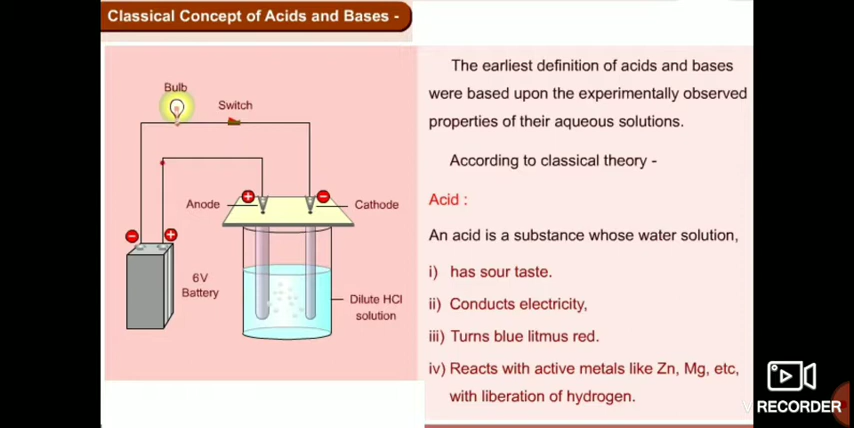 Classical Concept of Acids and Bases -
Bulb
Switch
Anode
+
−
Cathode
−
+
6V
Battery
Dilute HCl
solution
The earliest definition of acids and bases
were based upon the experimentally observed
properties of their aqueous solutions.
According to classical theory -
Acid :
An acid is a substance whose water solution,
i) has sour taste.
ii) Conducts electricity,
iii) Turns blue litmus red.
iv) Reacts with active metals like Zn, Mg, etc,
with liberation of hydrogen.
V RECORDER